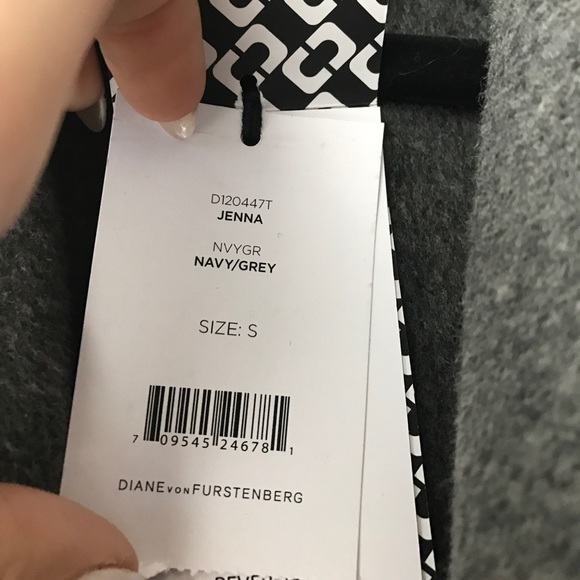 D120447T
JENNA
NVYGR
NAVY/GREY
SIZE: S
7 09545 24678 1
DIANE VON FURSTENBERG